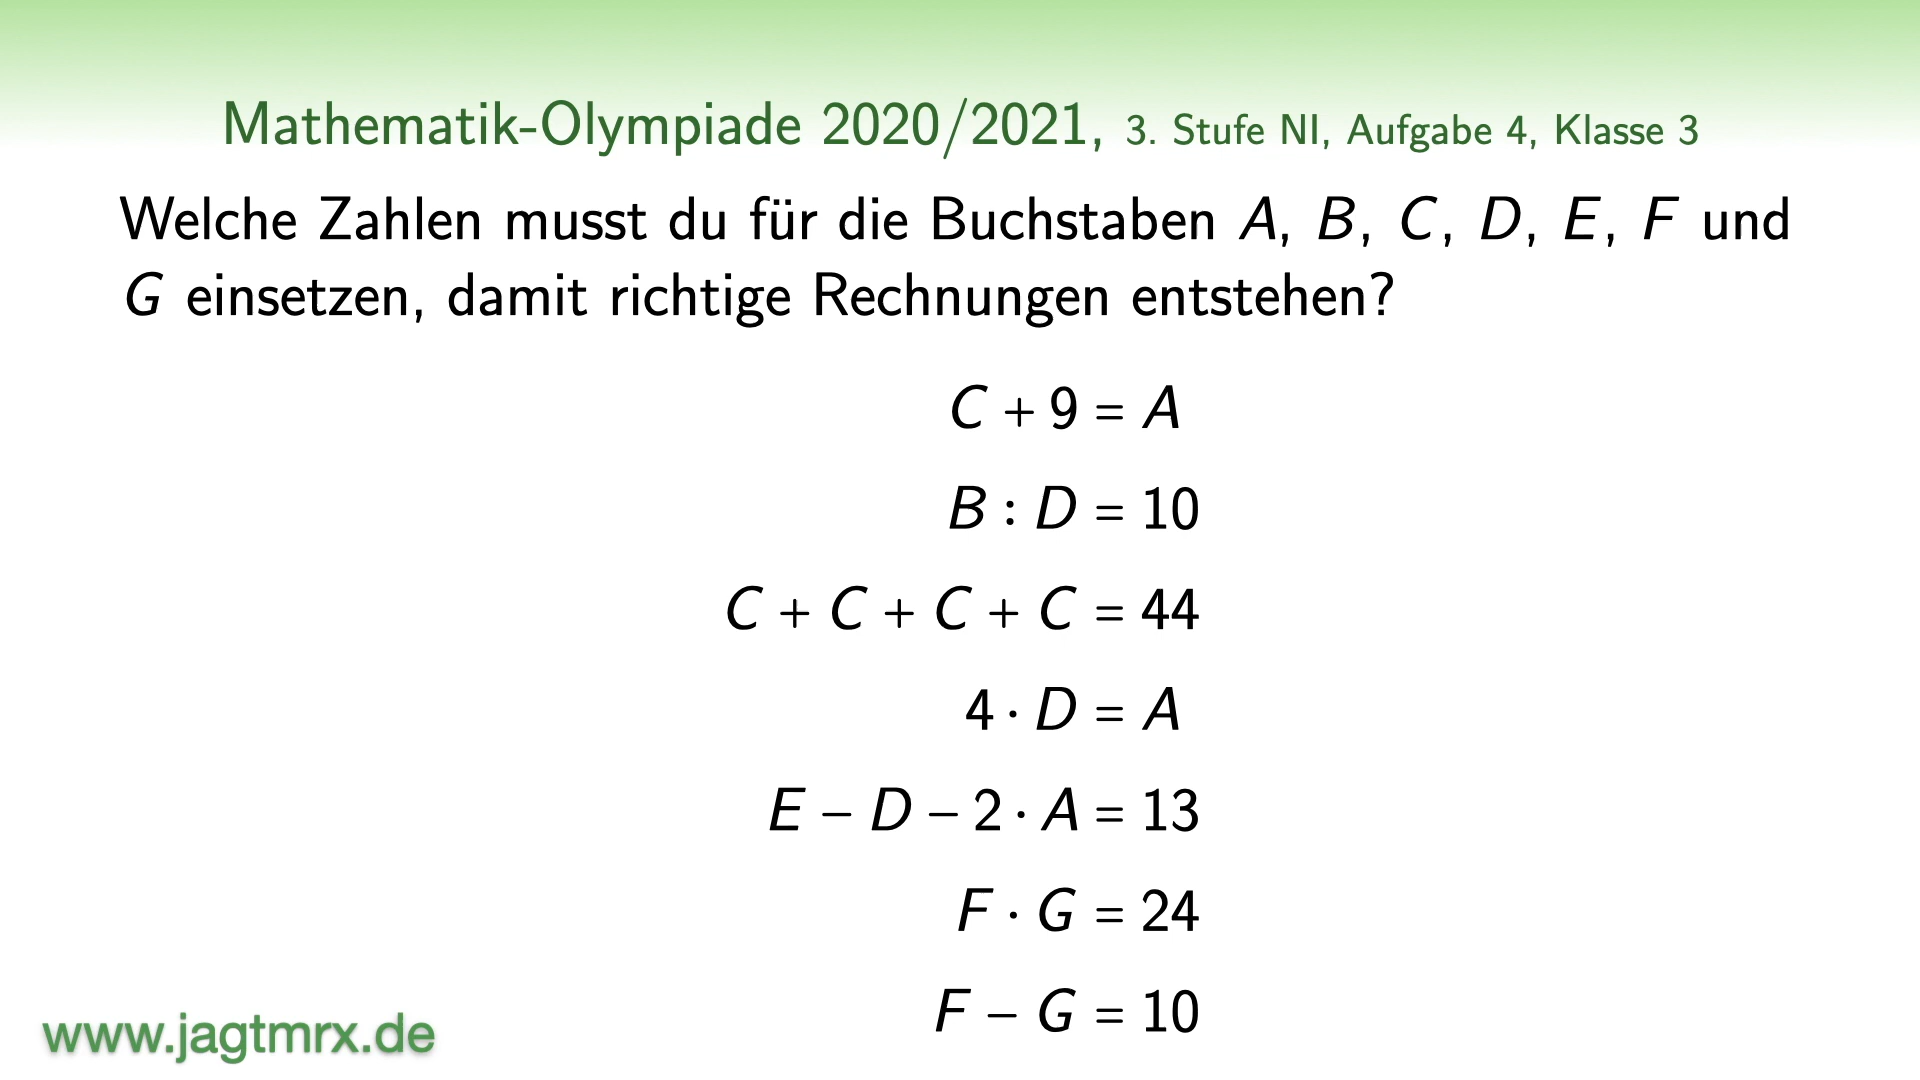 Mathematik-Olympiade 2020/2021, 3. Stufe NI, Aufgabe 4, Klasse 3
Welche Zahlen musst du für die Buchstaben A, B, C, D, E, F und
G einsetzen, damit richtige Rechnungen entstehen?
C + 9 = A
B : D = 10
C + C + C + C = 44
4 · D = A
E – D – 2 · A = 13
F · G = 24
F – G = 10
www.jagtmrx.de